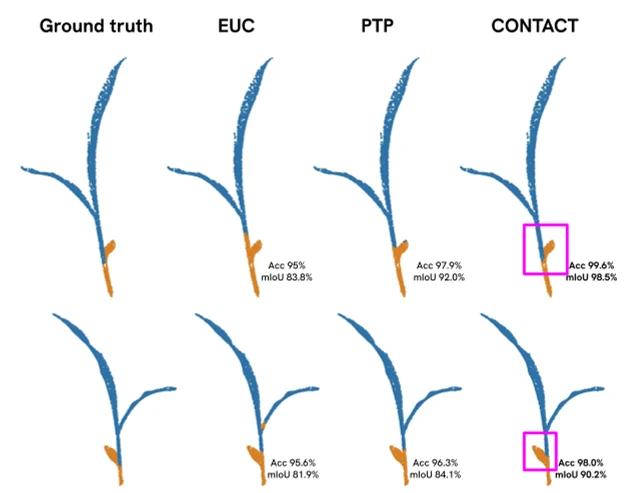 Ground truth EUC PTP CONTACT
Acc 95% Acc 97.9% Acc 99.6%
mIoU 83.8% mIoU 92.0% mIoU 98.5%
Acc 95.6% Acc 96.3% Acc 98.0%
mIoU 81.9% mIoU 84.1% mIoU 90.2%